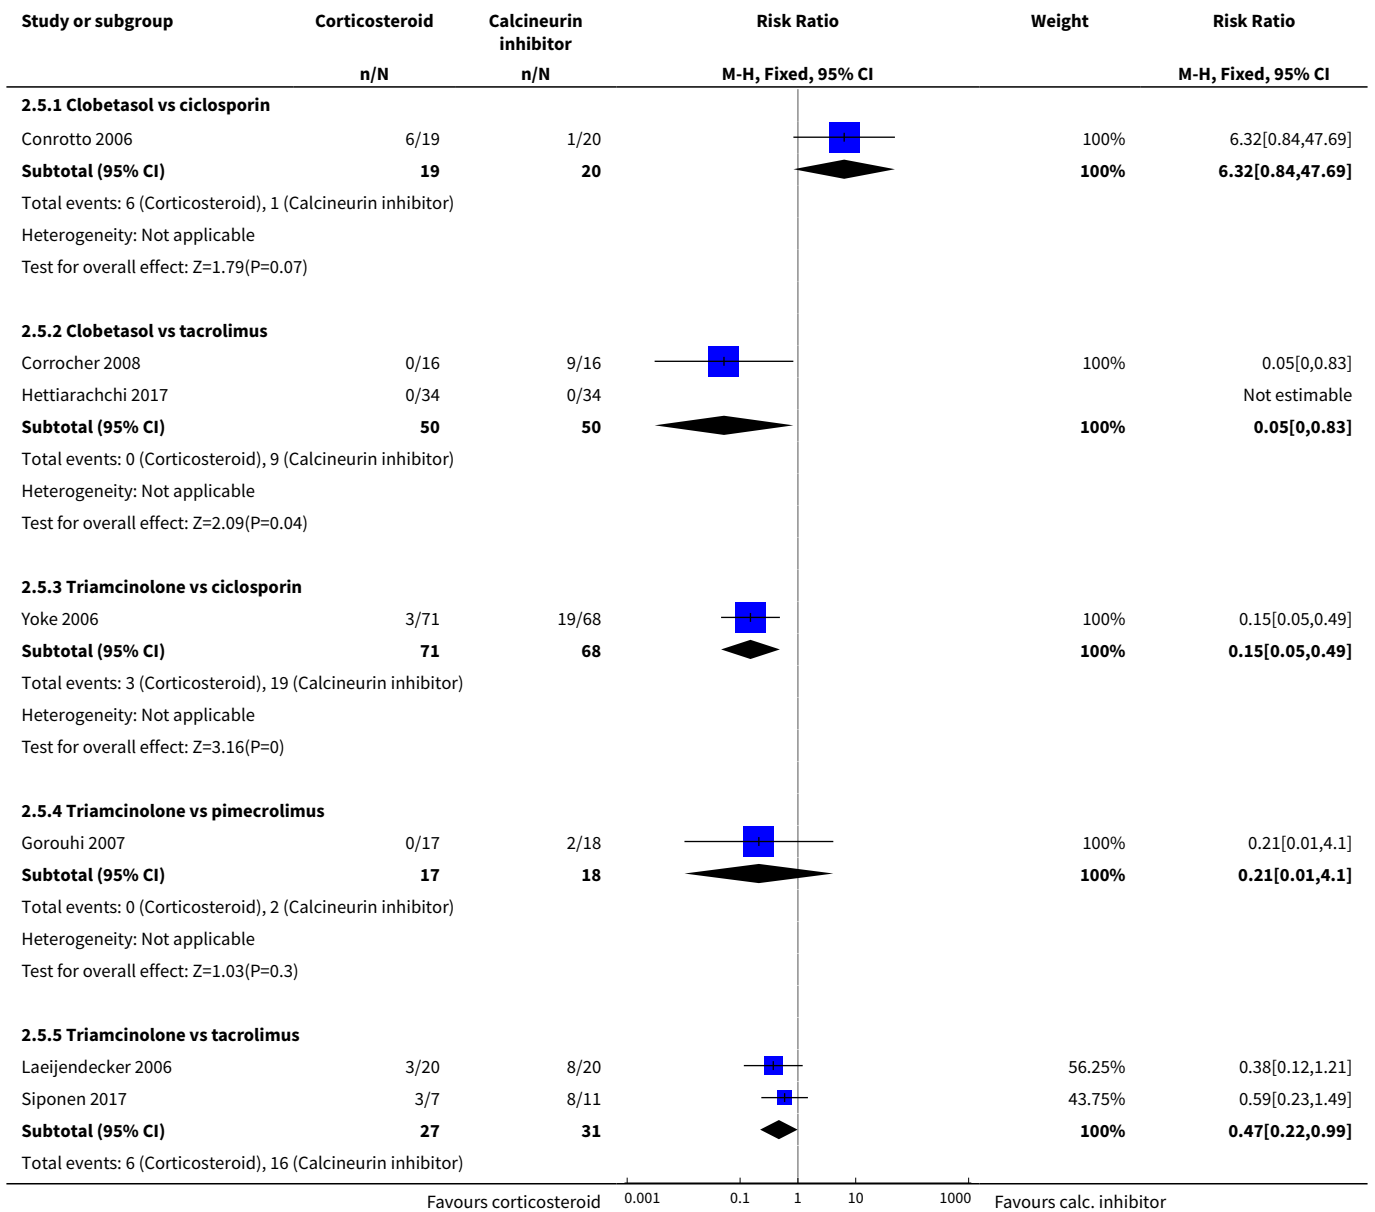 Study or subgroup Corticosteroid Calcineurin inhibitor Risk Ratio Weight Risk Ratio
n/N n/N M-H, Fixed, 95% CI M-H, Fixed, 95% CI
2.5.1 Clobetasol vs ciclosporin
Conrotto 2006 6/19 1/20 100% 6.32[0.84,47.69]
Subtotal (95% CI) 19 20 100% 6.32[0.84,47.69]
Total events: 6 (Corticosteroid), 1 (Calcineurin inhibitor)
Heterogeneity: Not applicable
Test for overall effect: Z=1.79(P=0.07)
2.5.2 Clobetasol vs tacrolimus
Corrocher 2008 0/16 9/16 100% 0.05[0,0.83]
Hettiarachchi 2017 0/34 0/34 Not estimable
Subtotal (95% CI) 50 50 100% 0.05[0,0.83]
Total events: 0 (Corticosteroid), 9 (Calcineurin inhibitor)
Heterogeneity: Not applicable
Test for overall effect: Z=2.09(P=0.04)
2.5.3 Triamcinolone vs ciclosporin
Yoke 2006 3/71 19/68 100% 0.15[0.05,0.49]
Subtotal (95% CI) 71 68 100% 0.15[0.05,0.49]
Total events: 3 (Corticosteroid), 19 (Calcineurin inhibitor)
Heterogeneity: Not applicable
Test for overall effect: Z=3.16(P=0)
2.5.4 Triamcinolone vs pimecrolimus
Gorouhi 2007 0/17 2/18 100% 0.21[0.01,4.1]
Subtotal (95% CI) 17 18 100% 0.21[0.01,4.1]
Total events: 0 (Corticosteroid), 2 (Calcineurin inhibitor)
Heterogeneity: Not applicable
Test for overall effect: Z=1.03(P=0.3)
2.5.5 Triamcinolone vs tacrolimus
Laeijendecker 2006 3/20 8/20 56.25% 0.38[0.12,1.21]
Siponen 2017 3/7 8/11 43.75% 0.59[0.23,1.49]
Subtotal (95% CI) 27 31 100% 0.47[0.22,0.99]
Total events: 6 (Corticosteroid), 16 (Calcineurin inhibitor)
Favours corticosteroid 0.001 0.1 1 10 1000 Favours calc. inhibitor